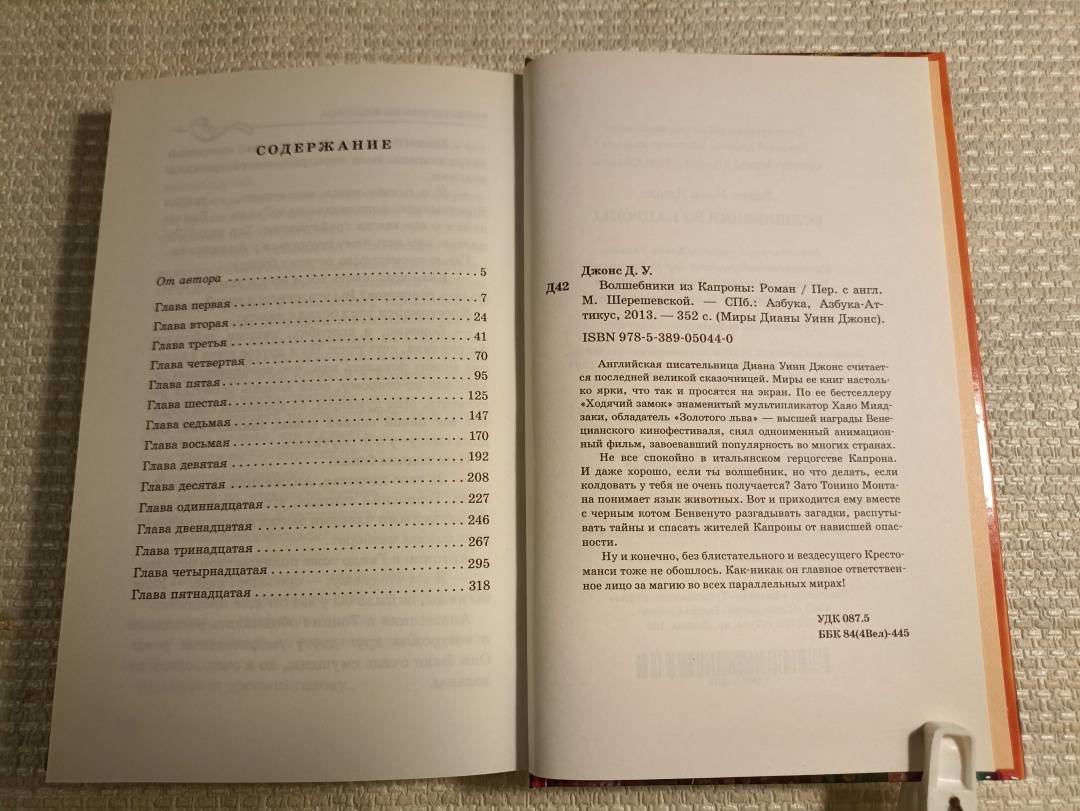 СОДЕРЖАНИЕ
От автора . . . . . . . . . . . . . . . . . . . . . . . . . . 5
Глава первая . . . . . . . . . . . . . . . . . . . . . . . . . . 7
Глава вторая . . . . . . . . . . . . . . . . . . . . . . . . . . 24
Глава третья . . . . . . . . . . . . . . . . . . . . . . . . . . 41
Глава четвертая . . . . . . . . . . . . . . . . . . . . . . . . . . 70
Глава пятая . . . . . . . . . . . . . . . . . . . . . . . . . . 95
Глава шестая . . . . . . . . . . . . . . . . . . . . . . . . . . 125
Глава седьмая . . . . . . . . . . . . . . . . . . . . . . . . . . 147
Глава восьмая . . . . . . . . . . . . . . . . . . . . . . . . . . 170
Глава девятая . . . . . . . . . . . . . . . . . . . . . . . . . . 192
Глава десятая . . . . . . . . . . . . . . . . . . . . . . . . . . 208
Глава одиннадцатая . . . . . . . . . . . . . . . . . . . . . . . . . . 227
Глава двенадцатая . . . . . . . . . . . . . . . . . . . . . . . . . . 246
Глава тринадцатая . . . . . . . . . . . . . . . . . . . . . . . . . . 267
Глава четырнадцатая . . . . . . . . . . . . . . . . . . . . . . . . . . 295
Глава пятнадцатая . . . . . . . . . . . . . . . . . . . . . . . . . . 318
Джонс Д. У.
Д42 Волшебники из Капроны: Роман / Пер. с англ.
М. Шерешевской. — СПб.: Азбука, Азбука-Ат-
тикус, 2013. — 352 с. (Миры Дианы Уинн Джонс).
ISBN 978-5-389-05044-0
Английская писательница Диана Уинн Джонс считает-
ся последней великой сказочницей. Миры ее книг настоль-
ко ярки, что так и просятся на экран. По ее бестселлеру
«Ходячий замок» знаменитый мультипликатор Хаяо Мияд-
заки, обладатель «Золотого льва» — высшей награды Вене-
цианского кинофестиваля, снял одноименный анимацион-
ный фильм, завоевавший популярность во многих странах.
Не все спокойно в итальянском герцогстве Капрона.
И даже хорошо, если ты волшебник, но что делать, если
колдовать у тебя не очень получается? Зато Тонино Монта-
на понимает язык животных. Вот и приходится ему вместе
с черным котом Бенвенуто разгадывать загадки, распуты-
вать тайны и спасать жителей Капроны от нависшей опас-
ности.
Ну и конечно, без блистательного и вездесущего Кресто-
манси тоже не обошлось. Как-никак он главное ответствен-
ное лицо за магию во всех параллельных мирах!
УДК 087.5
ББК 84(4Вел)-445